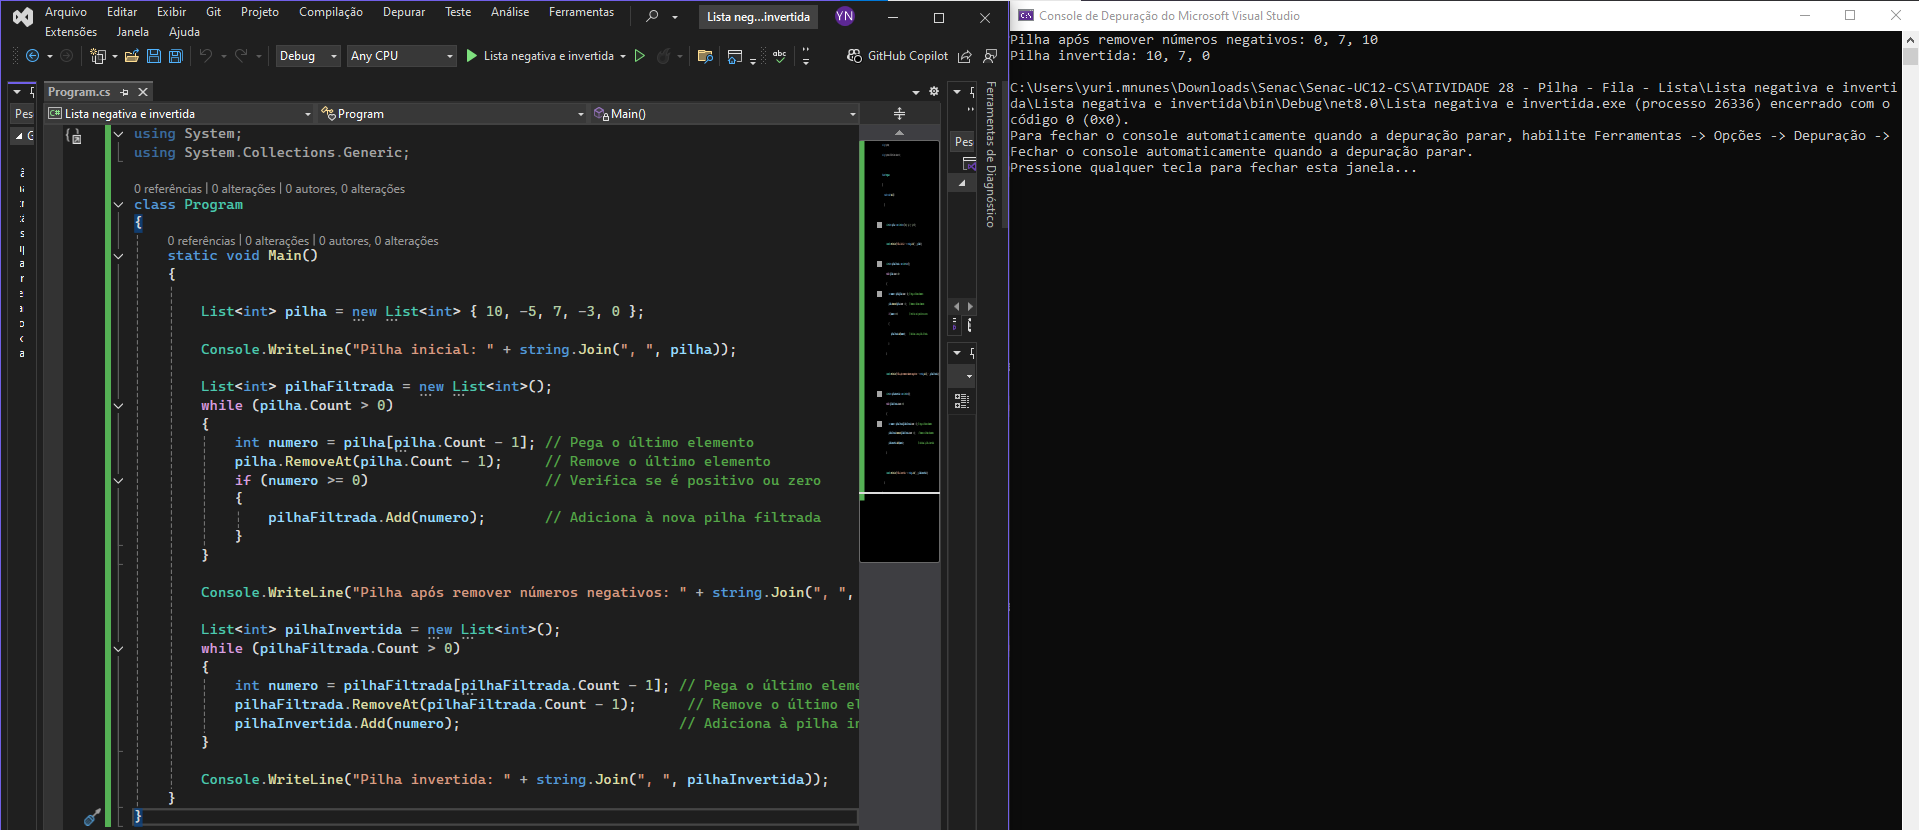 Arquivo Editar Exibir Git Projeto Compilação Depurar Teste Análise Ferramentas
Extensões Janela Ajuda
Lista neg...invertida
YN
Debug
Any CPU
Lista negativa e invertida
GitHub Copilot
Program.cs
Lista negativa e invertida
Program
Main()
Pes
using System;
using System.Collections.Generic;
0 referências | 0 alterações | 0 autores, 0 alterações
class Program
{
0 referências | 0 alterações | 0 autores, 0 alterações
static void Main()
{
List<int> pilha = new List<int> { 10, -5, 7, -3, 0 };
Console.WriteLine("Pilha inicial: " + string.Join(", ", pilha));
List<int> pilhaFiltrada = new List<int>();
while (pilha.Count > 0)
{
int numero = pilha[pilha.Count - 1]; // Pega o último elemento
pilha.RemoveAt(pilha.Count - 1); // Remove o último elemento
if (numero >= 0) // Verifica se é positivo ou zero
{
pilhaFiltrada.Add(numero); // Adiciona à nova pilha filtrada
}
}
Console.WriteLine("Pilha após remover números negativos: " + string.Join(", ",
List<int> pilhaInvertida = new List<int>();
while (pilhaFiltrada.Count > 0)
{
int numero = pilhaFiltrada[pilhaFiltrada.Count - 1]; // Pega o último eleme
pilhaFiltrada.RemoveAt(pilhaFiltrada.Count - 1); // Remove o último el
pilhaInvertida.Add(numero); // Adiciona à pilha in
}
Console.WriteLine("Pilha invertida: " + string.Join(", ", pilhaInvertida));
}
}
Pes
Ferramentas de Diagnóstico
Console de Depuração do Microsoft Visual Studio
Pilha após remover números negativos: 0, 7, 10
Pilha invertida: 10, 7, 0
C:\Users\yuri.mnunes\Downloads\Senac\Senac-UC12-CS\ATIVIDADE 28 - Pilha - Fila - Lista\Lista negativa e inverti
da\Lista negativa e invertida\bin\Debug\net8.0\Lista negativa e invertida.exe (processo 26336) encerrado com o
código 0 (0x0).
Para fechar o console automaticamente quando a depuração parar, habilite Ferramentas -> Opções -> Depuração ->
Fechar o console automaticamente quando a depuração parar.
Pressione qualquer tecla para fechar esta janela...